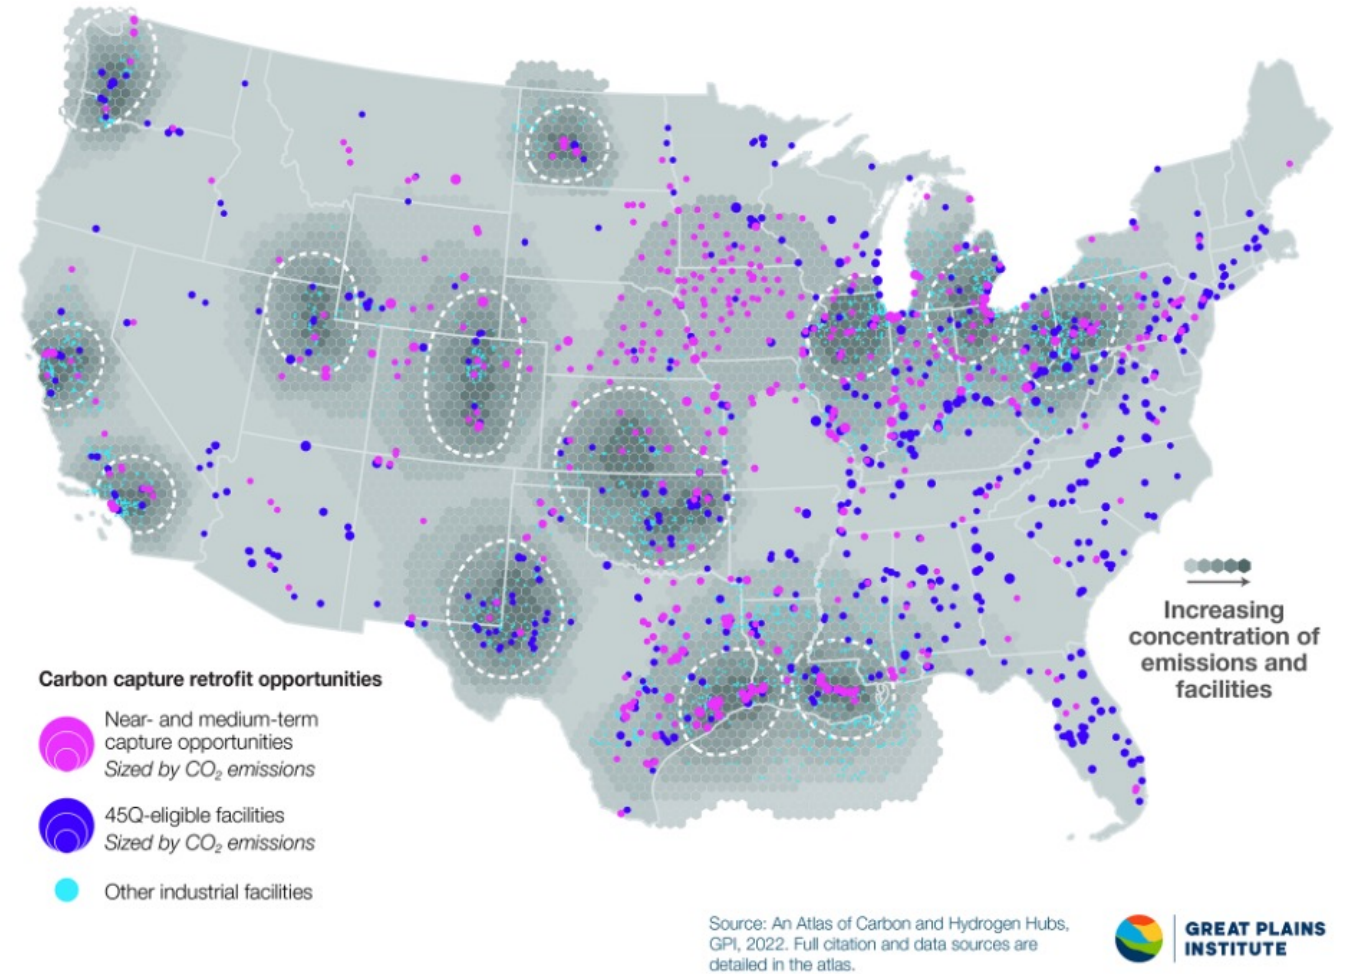 Increasing
concentration of
emissions and
facilities
Carbon capture retrofit opportunities
Near- and medium-term
capture opportunities
Sized by CO₂ emissions
45Q-eligible facilities
Sized by CO₂ emissions
Other industrial facilities
Source: An Atlas of Carbon and Hydrogen Hubs,
GPI, 2022. Full citation and data sources are
detailed in the atlas.
GREAT PLAINS
INSTITUTE